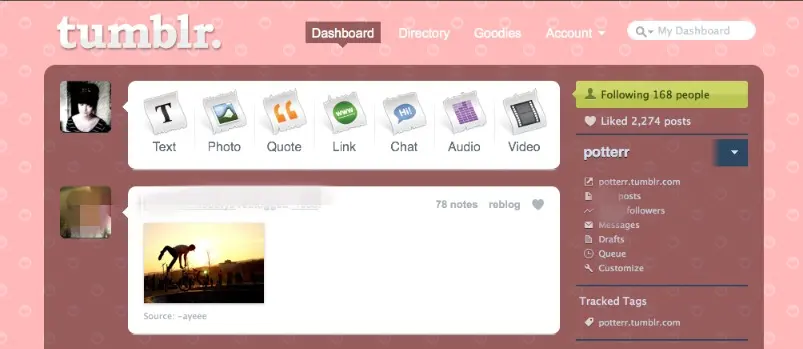 tumblr.
Dashboard Directory Goodies Account My Dashboard
Text Photo Quote Link Chat Audio Video
Following 168 people
Liked 2,274 posts
potterr
potterr.tumblr.com
posts
followers
Messages
Drafts
Queue
Customize
Tracked Tags
potterr.tumblr.com
78 notes reblog
Source: ~ayeee